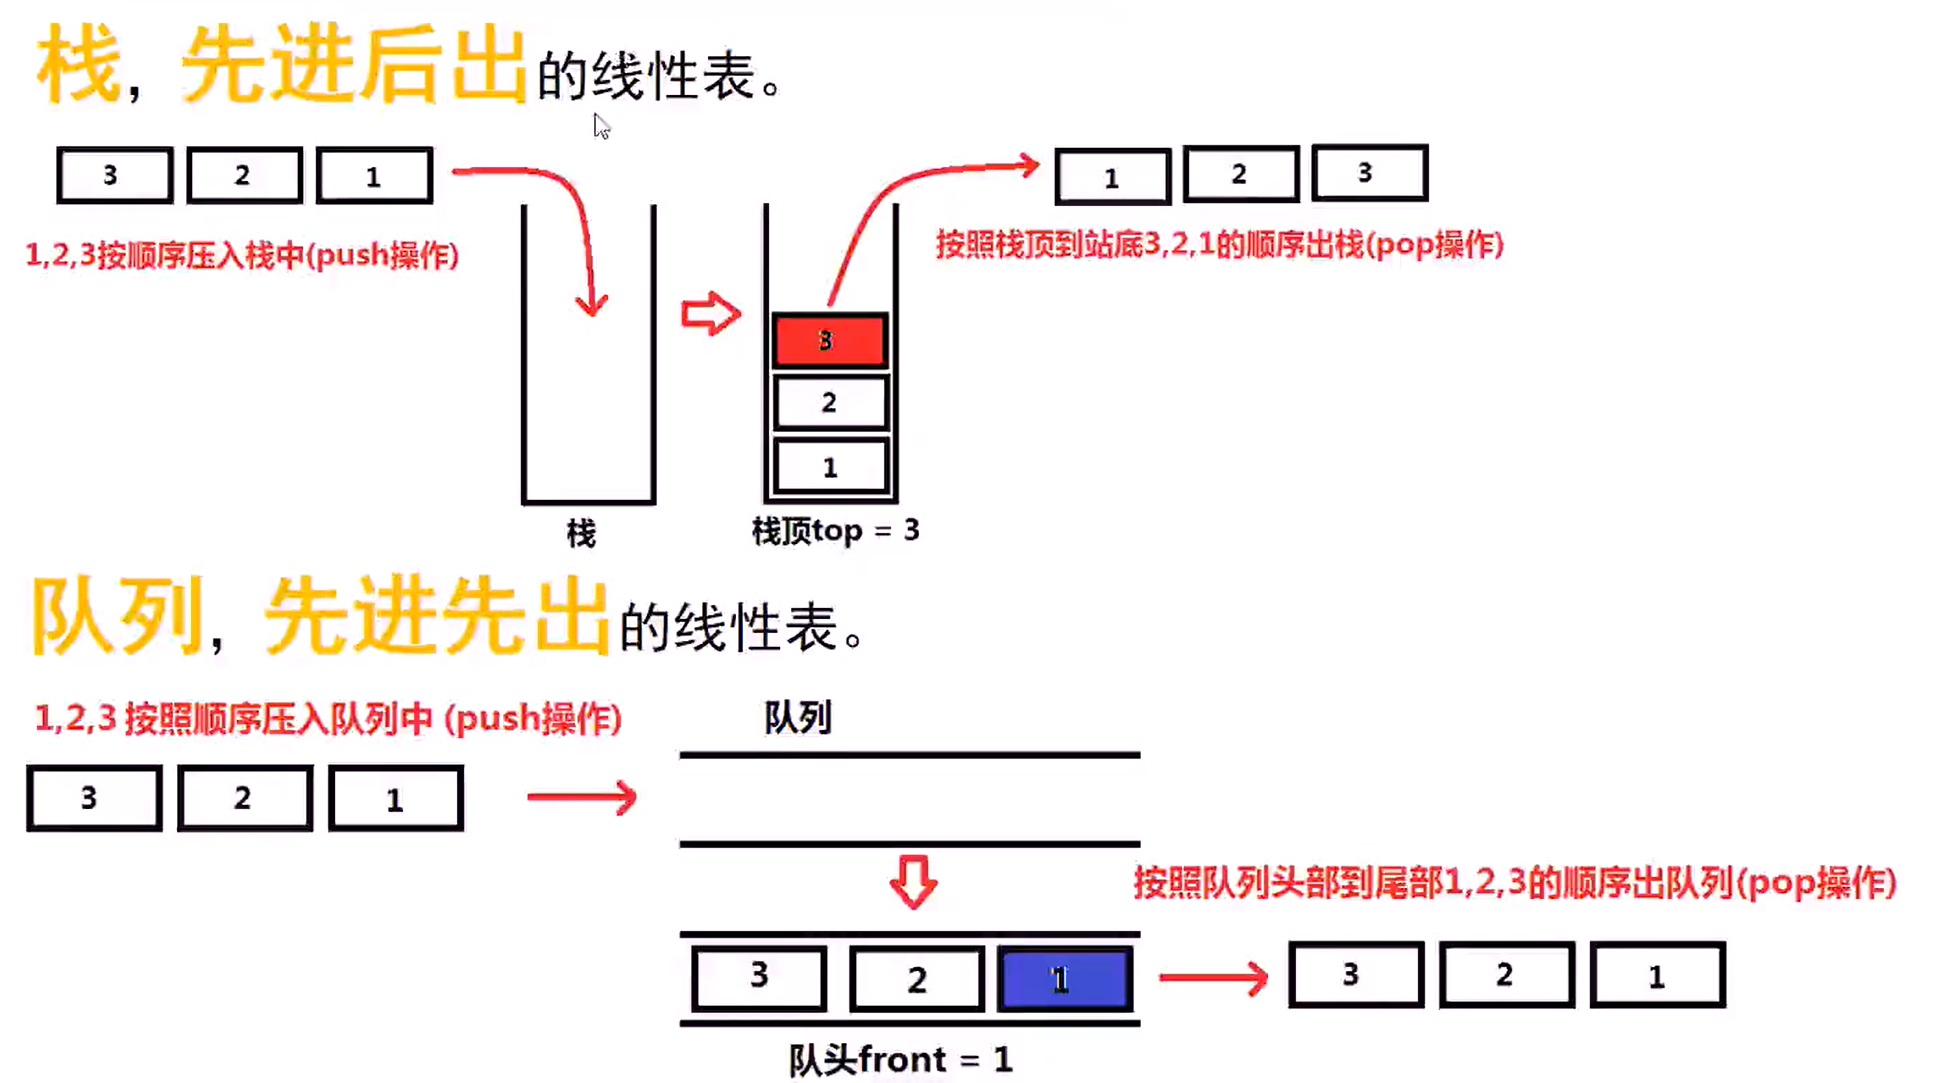 栈，先进后出的线性表。
3 2 1
1 2 3
1,2,3按顺序压入栈中(push操作)
按照栈顶到站底3,2,1的顺序出栈(pop操作)
3
2
1
栈
栈顶top = 3
队列，先进先出的线性表。
1,2,3 按照顺序压入队列中 (push操作)
队列
3 2 1
按照队列头部到尾部1,2,3的顺序出队列(pop操作)
3 2 1
3 2 1
队头front = 1